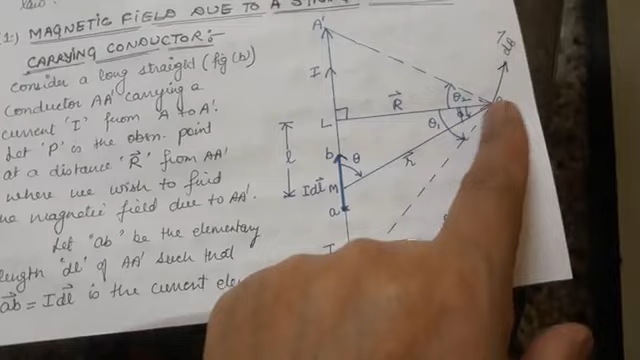 law.
(1:) MAGNETIC FIELD DUE TO A
CARRYING CONDUCTOR:-
Consider a long straight (fig (b)
Conductor AA' carrying a
current 'I' from A to A'.
Let 'P' is the obsn. point
at a distance 'R' from AA'
where we wish to find
magnetic field due to AA'.
Let 'ab' be the elementary
length 'dl' of AA' such that
ab = Idl is the current
A'
I
L
l
b
θ
Idl M
a
I
R
r
θ₂
θ₁
dB